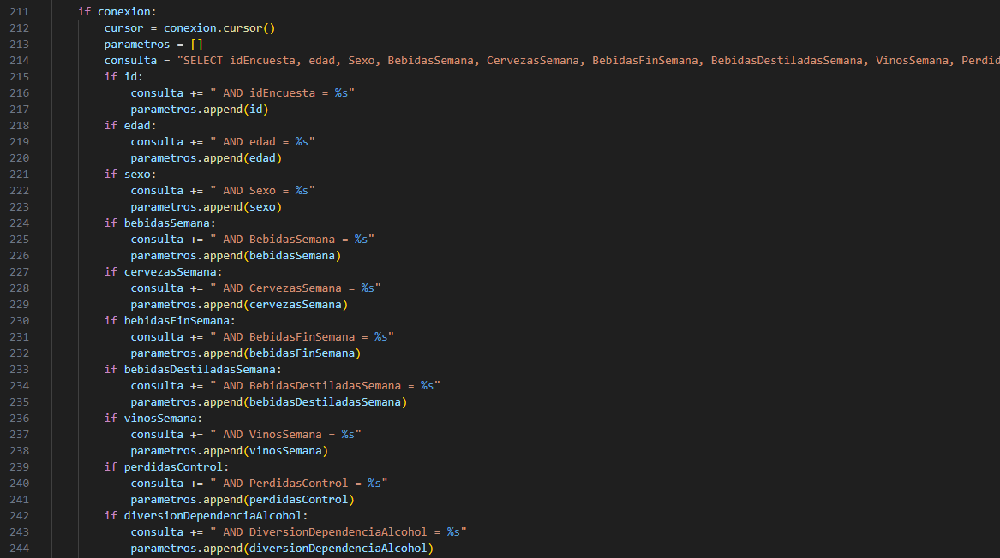 211 if conexion:
212 cursor = conexion.cursor()
213 parametros = []
214 consulta = "SELECT idEncuesta, edad, Sexo, BebidasSemana, CervezasSemana, BebidasFinSemana, BebidasDestiladasSemana, VinosSemana, Perdid
215 if id:
216 consulta += " AND idEncuesta = %s"
217 parametros.append(id)
218 if edad:
219 consulta += " AND edad = %s"
220 parametros.append(edad)
221 if sexo:
222 consulta += " AND Sexo = %s"
223 parametros.append(sexo)
224 if bebidasSemana:
225 consulta += " AND BebidasSemana = %s"
226 parametros.append(bebidasSemana)
227 if cervezasSemana:
228 consulta += " AND CervezasSemana = %s"
229 parametros.append(cervezasSemana)
230 if bebidasFinSemana:
231 consulta += " AND BebidasFinSemana = %s"
232 parametros.append(bebidasFinSemana)
233 if bebidasDestiladasSemana:
234 consulta += " AND BebidasDestiladasSemana = %s"
235 parametros.append(bebidasDestiladasSemana)
236 if vinosSemana:
237 consulta += " AND VinosSemana = %s"
238 parametros.append(vinosSemana)
239 if perdidasControl:
240 consulta += " AND PerdidasControl = %s"
241 parametros.append(perdidasControl)
242 if diversionDependenciaAlcohol:
243 consulta += " AND DiversionDependenciaAlcohol = %s"
244 parametros.append(diversionDependenciaAlcohol)